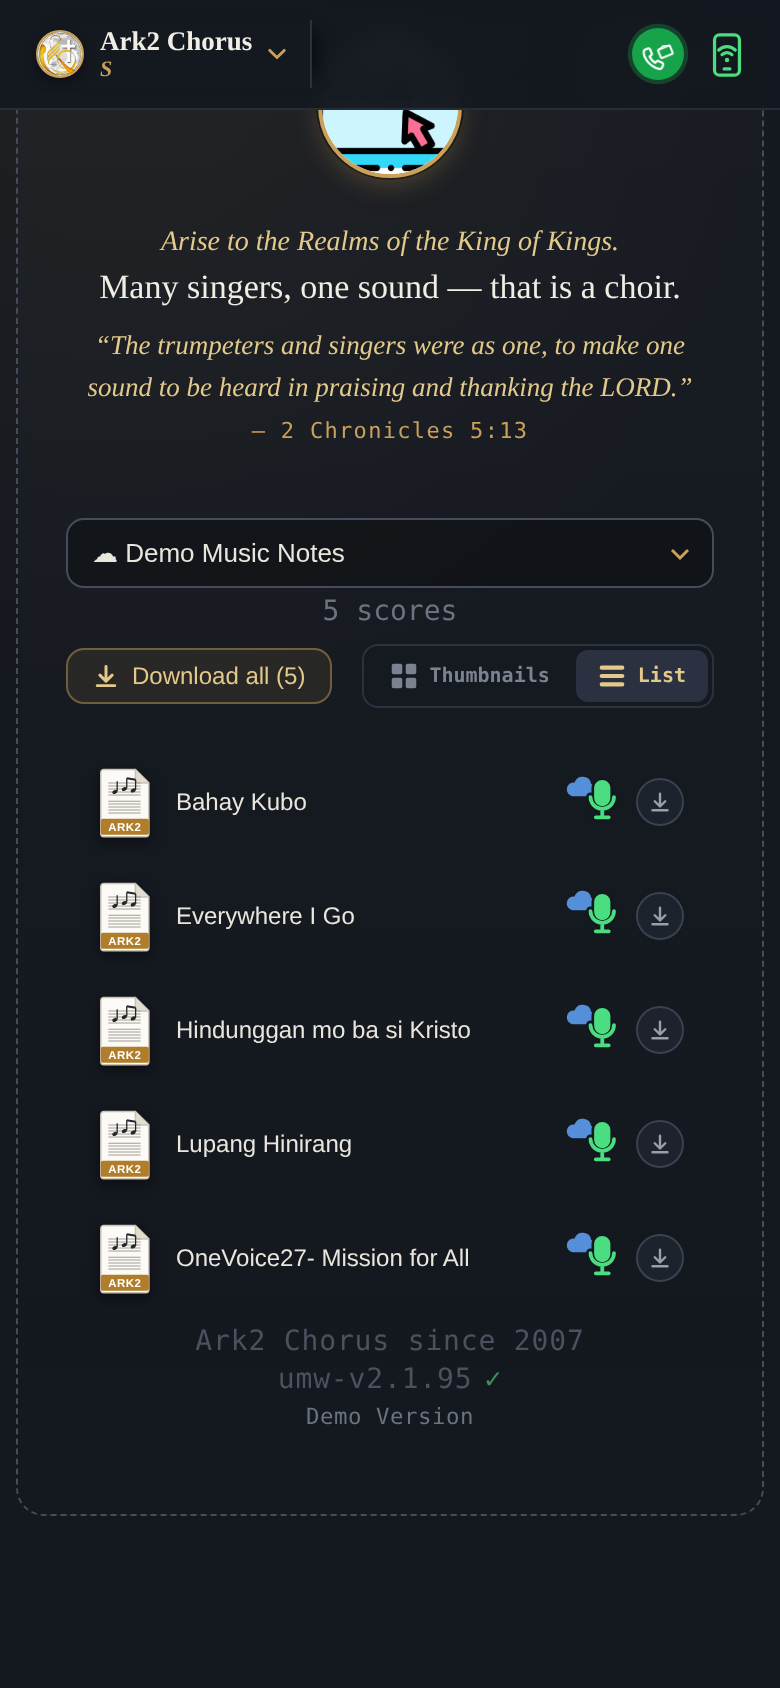 Ark2 Chorus
S
Arise to the Realms of the King of Kings.
Many singers, one sound — that is a choir.
“The trumpeters and singers were as one, to make one
sound to be heard in praising and thanking the LORD.”
— 2 Chronicles 5:13
☁ Demo Music Notes
5 scores
Download all (5)
Thumbnails
List
ARK2
Bahay Kubo
ARK2
Everywhere I Go
ARK2
Hindunggan mo ba si Kristo
ARK2
Lupang Hinirang
ARK2
OneVoice27- Mission for All
Ark2 Chorus since 2007
umw-v2.1.95 ✓
Demo Version